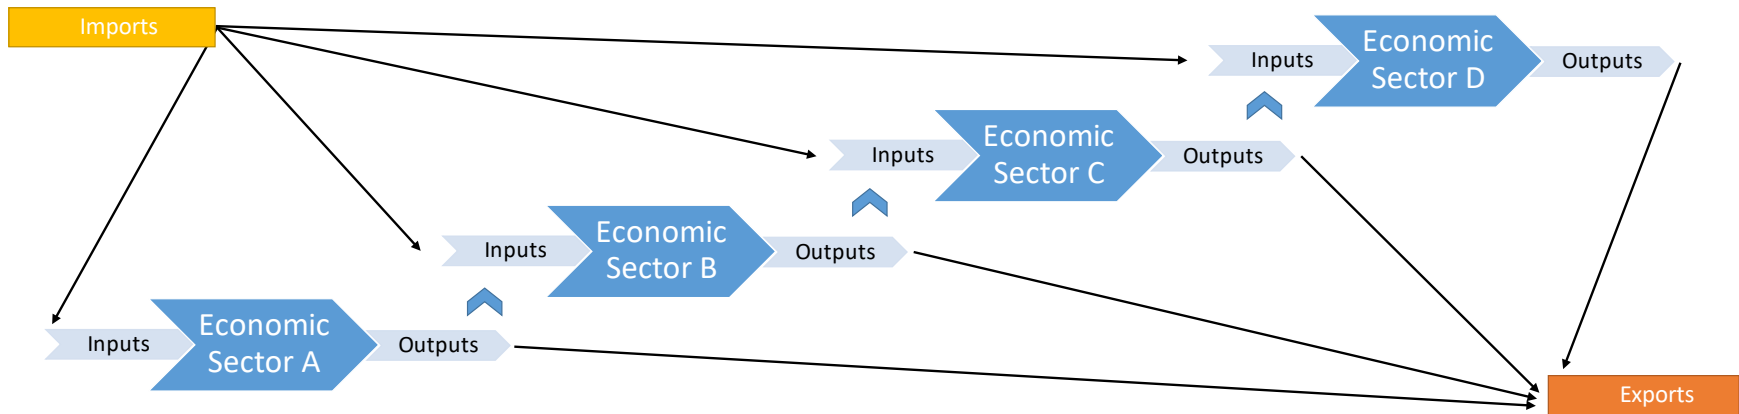 Imports
Inputs
Economic
Sector D
Outputs
Inputs
Economic
Sector C
Outputs
Inputs
Economic
Sector B
Outputs
Inputs
Economic
Sector A
Outputs
Exports